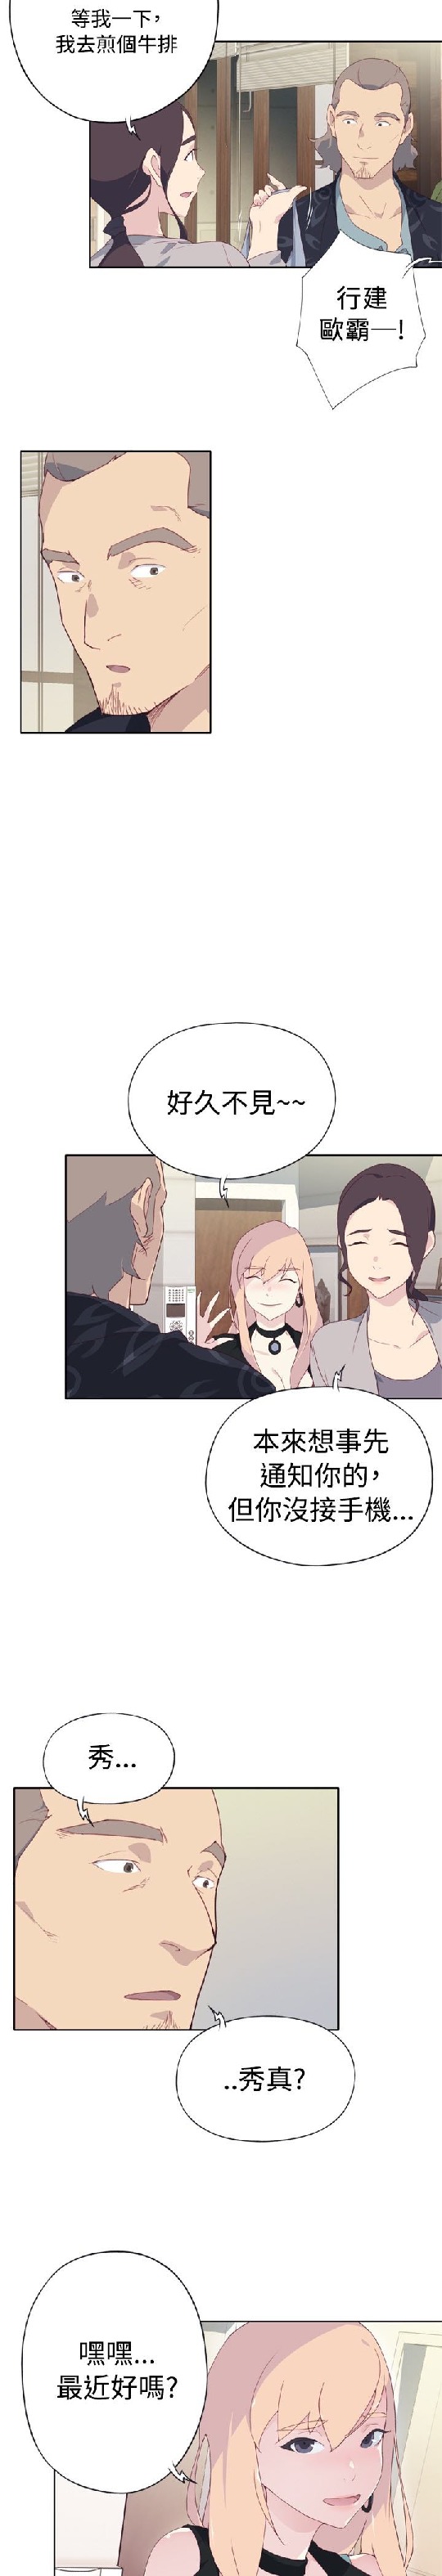 等我一下，
我去煎個牛排
行建
歐霸—!
好久不見~~
本來想事先
通知你的，
但你沒接手機...
秀...
..秀真?
嘿嘿...
最近好嗎?